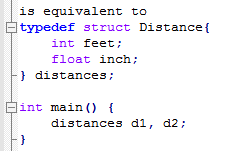 is equivalent to
typedef struct Distance{
    int feet;
    float inch;
} distances;
int main() {
    distances d1, d2;
}